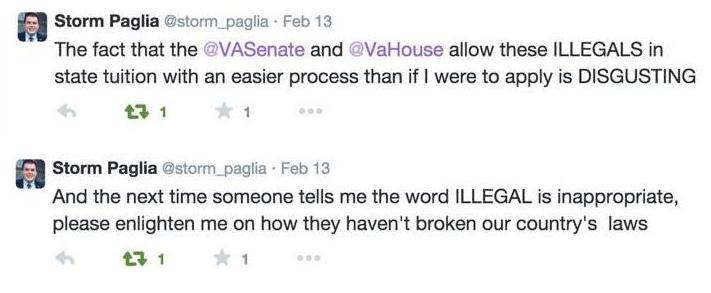 Storm Paglia @storm_paglia · Feb 13
The fact that the @VASenate and @VaHouse allow these ILLEGALS in
state tuition with an easier process than if I were to apply is DISGUSTING
1 1
Storm Paglia @storm_paglia · Feb 13
And the next time someone tells me the word ILLEGAL is inappropriate,
please enlighten me on how they haven't broken our country's laws
1 1